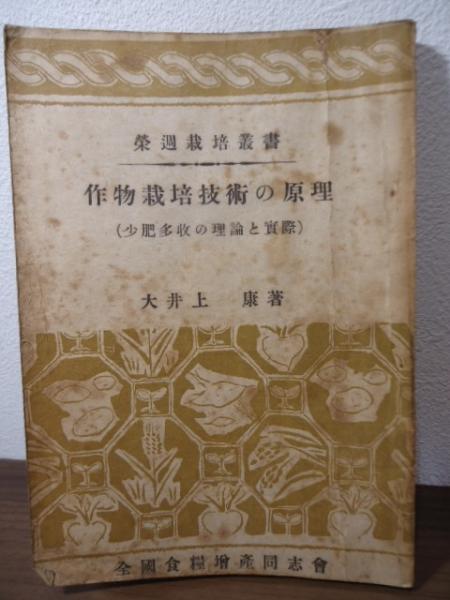 榮週栽培叢書
作物栽培技術の原理
(少肥多收の理論と實際)
大井上 康著
全國食糧增產同志會